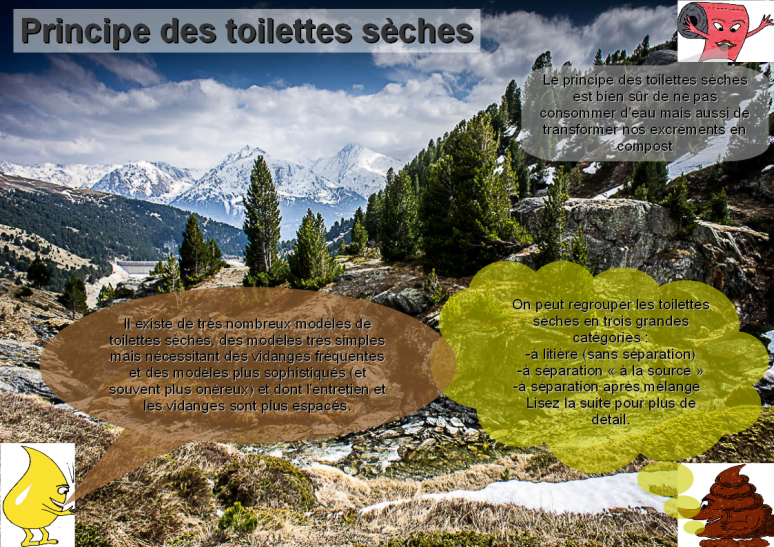 Principe des toilettes sèches
Le principe des toilettes sèches
est bien sûr de ne pas
consommer d'eau mais aussi de
transformer nos excréments en
compost
Il existe de très nombreux modèles de
toilettes sèches, des modèles très simples
mais nécessitant des vidanges fréquentes
et des modèles plus sophistiqués (et
souvent plus onéreux) et dont l'entretien et
les vidanges sont plus espacés.
On peut regrouper les toilettes
sèches en trois grandes
catégories :
-à litière (sans séparation)
-à séparation « à la source »
-à séparation après mélange
Lisez la suite pour plus de
détail.